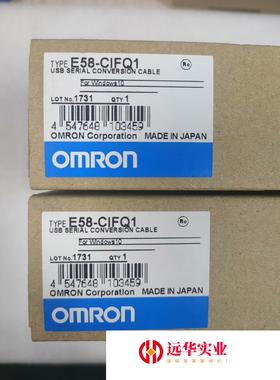 TYPE E58-CIFQ1
USB SERIAL CONVERSION CABLE
Re
For Windows10
LOT No. 1731 QTY 1
4 547648 103459
OMRON Corporation MADE IN JAPAN
OMRON
TYPE E58-CIFQ1
USB SERIAL CONVERSION CABLE
Re
For Windows10
LOT No. 1731 QTY 1
4 547648 103459
OMRON Corporation MADE IN JAPAN
OMRON
远华实业